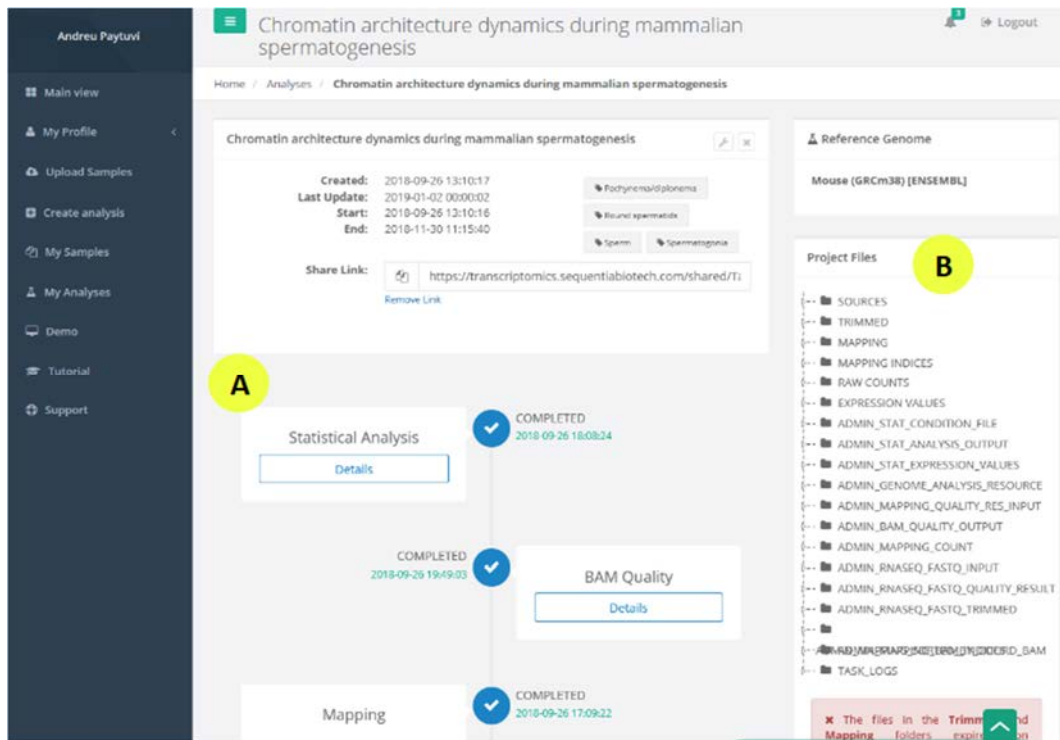 Andreu Paytuvi
Main view
My Profile
Upload Samples
Create analysis
My Samples
My Analyses
Demo
Tutorial
Support
Chromatin architecture dynamics during mammalian
spermatogenesis
3
Logout
Home / Analyses / Chromatin architecture dynamics during mammalian spermatogenesis
Chromatin architecture dynamics during mammalian spermatogenesis
Created: 2018-09-26 13:10:17
Last Update: 2019-01-02 00:00:02
Start: 2018-09-26 13:10:16
End: 2018-11-30 11:15:40
Pachynema/diplonema
Round spermatids
Sperm
Spermatogonia
Share Link: https://transcriptomics.sequentiabiotech.com/shared/T
Remove Link
A
Statistical Analysis
Details
COMPLETED
2018-09-26 18:08:24
COMPLETED
2018-09-26 19:49:03
BAM Quality
Details
Mapping
COMPLETED
2018-09-26 17:09:22
Reference Genome
Mouse (GRCm38) [ENSEMBL]
Project Files
B
SOURCES
TRIMMED
MAPPING
MAPPING INDICES
RAW COUNTS
EXPRESSION VALUES
ADMIN_STAT_CONDITION_FILE
ADMIN_STAT_ANALYSIS_OUTPUT
ADMIN_STAT_EXPRESSION_VALUES
ADMIN_GENOME_ANALYSIS_RESOURCE
ADMIN_MAPPING_QUALITY_RES_INPUT
ADMIN_BAM_QUALITY_OUTPUT
ADMIN_MAPPING_COUNT
ADMIN_RNASEQ_FASTQ_INPUT
ADMIN_RNASEQ_FASTQ_QUALITY_RESULT
ADMIN_RNASEQ_FASTQ_TRIMMED
TASK_LOGS
The files in the
Mapping folders